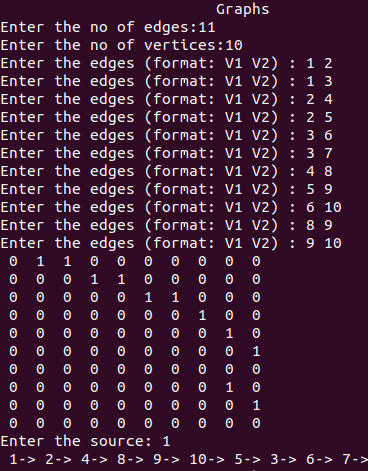 Graphs
Enter the no of edges:11
Enter the no of vertices:10
Enter the edges (format: V1 V2) : 1 2
Enter the edges (format: V1 V2) : 1 3
Enter the edges (format: V1 V2) : 2 4
Enter the edges (format: V1 V2) : 2 5
Enter the edges (format: V1 V2) : 3 6
Enter the edges (format: V1 V2) : 3 7
Enter the edges (format: V1 V2) : 4 8
Enter the edges (format: V1 V2) : 5 9
Enter the edges (format: V1 V2) : 6 10
Enter the edges (format: V1 V2) : 8 9
Enter the edges (format: V1 V2) : 9 10
0 1 1 0 0 0 0 0 0 0
0 0 0 1 1 0 0 0 0 0
0 0 0 0 0 1 1 0 0 0
0 0 0 0 0 0 0 1 0 0
0 0 0 0 0 0 0 0 1 0
0 0 0 0 0 0 0 0 0 1
0 0 0 0 0 0 0 0 0 0
0 0 0 0 0 0 0 0 1 0
0 0 0 0 0 0 0 0 0 1
0 0 0 0 0 0 0 0 0 0
Enter the source: 1
1-> 2-> 4-> 8-> 9-> 10-> 5-> 3-> 6-> 7->